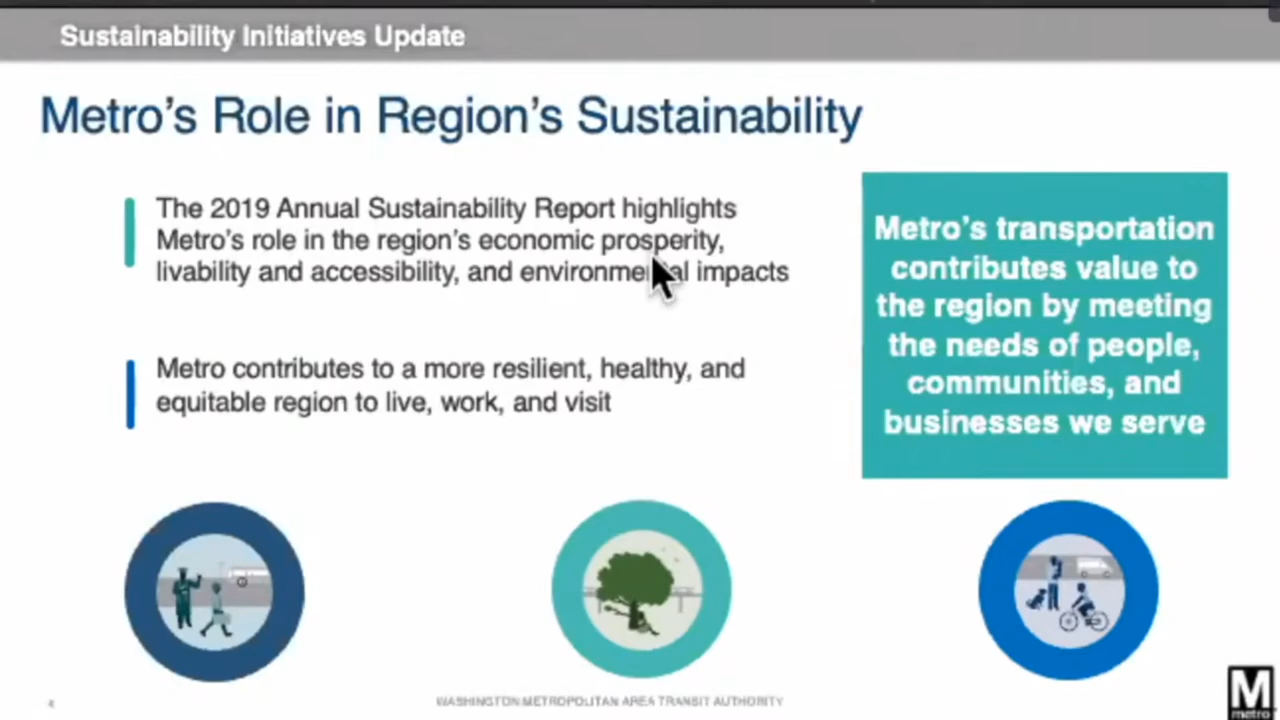 Sustainability Initiatives Update
Metro's Role in Region's Sustainability
The 2019 Annual Sustainability Report highlights
Metro's role in the region's economic prosperity,
livability and accessibility, and environmental impacts
Metro contributes to a more resilient, healthy, and
equitable region to live, work, and visit
Metro's transportation
contributes value to
the region by meeting
the needs of people,
communities, and
businesses we serve
4
WASHINGTON METROPOLITAN AREA TRANSIT AUTHORITY
M
metro